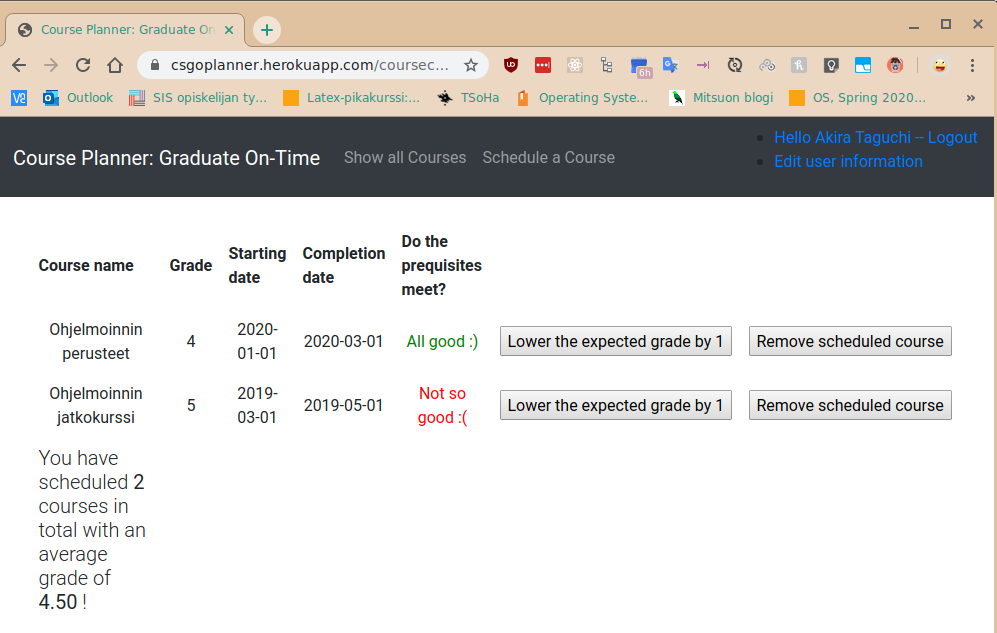 Course Planner: Graduate On
csgoplanner.herokuapp.com/coursec...
6h
Outlook
SIS opiskelijan ty...
Latex-pikakurssi:...
TSoHa
Operating Syste...
Mitsuon blogi
OS, Spring 2020...
»
Course Planner: Graduate On-Time
Show all Courses
Schedule a Course
Hello Akira Taguchi -- Logout
Edit user information
Course name
Grade
Starting
date
Completion
date
Do the
prequisites
meet?
Ohjelmoinnin
perusteet
4
2020-
01-01
2020-03-01
All good :)
Lower the expected grade by 1
Remove scheduled course
Ohjelmoinnin
jatkokurssi
5
2019-
03-01
2019-05-01
Not so
good :(
Lower the expected grade by 1
Remove scheduled course
You have
scheduled 2
courses in
total with an
average
grade of
4.50 !